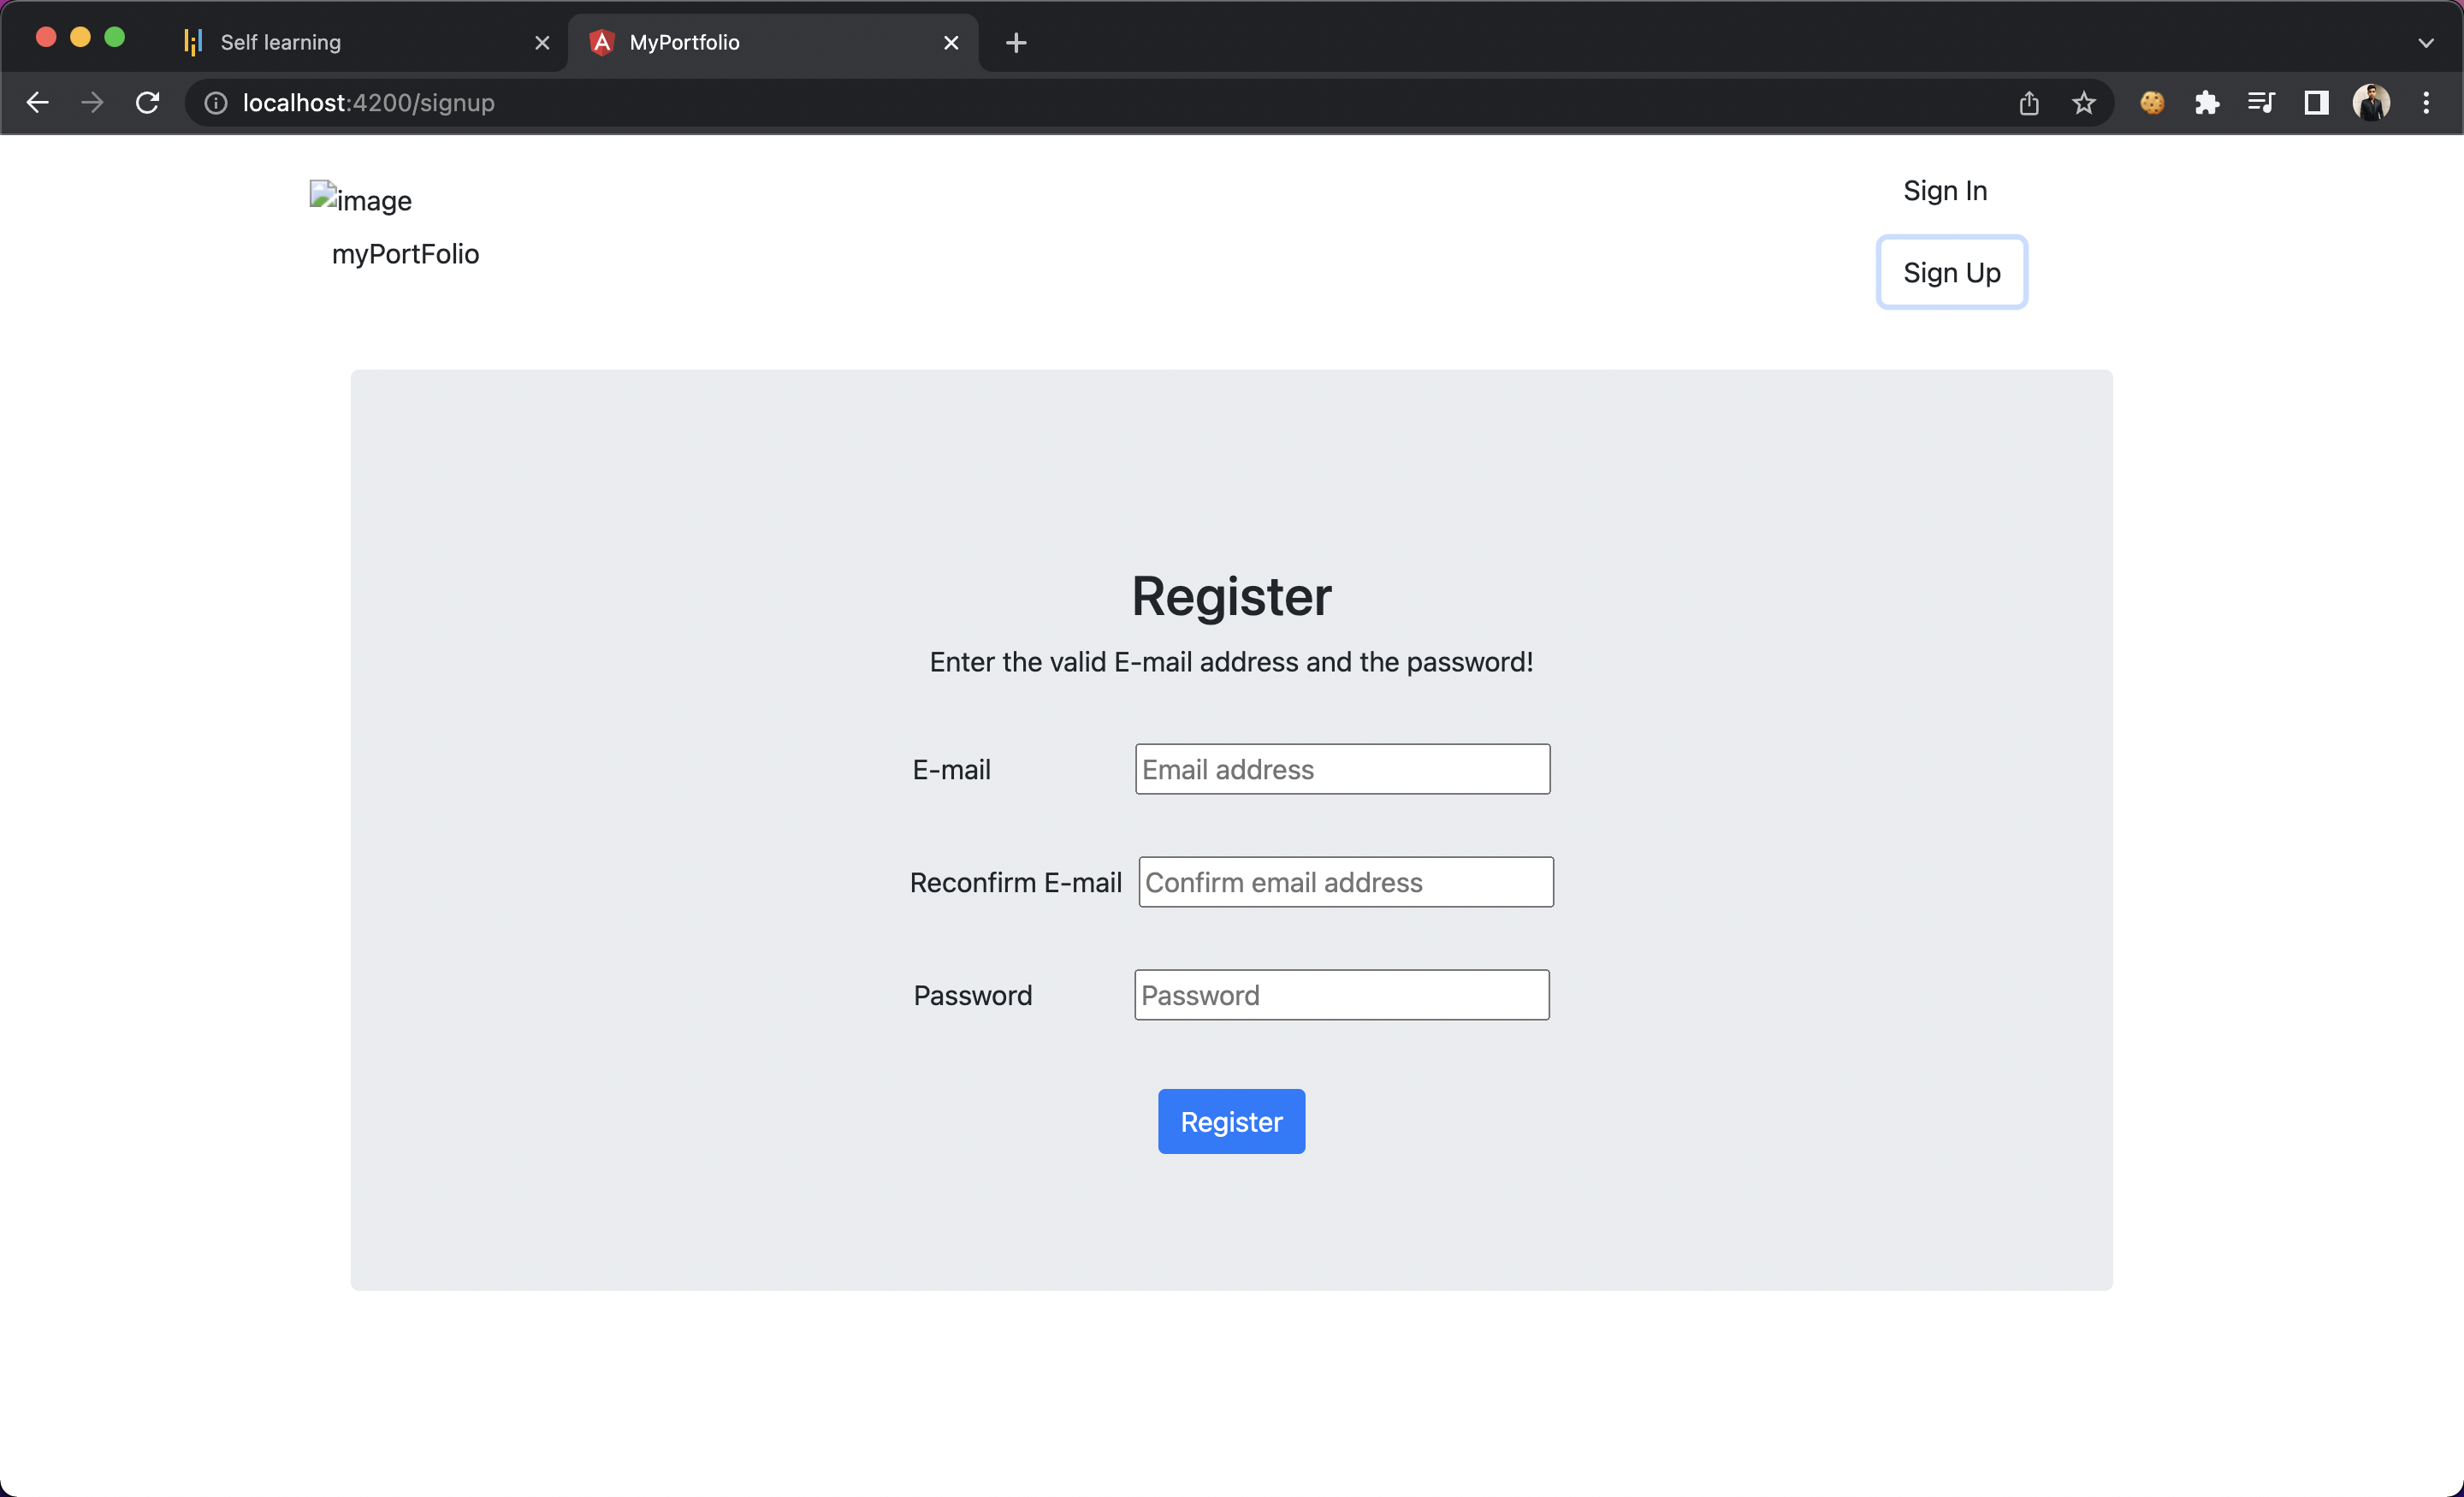 Self learning
MyPortfolio
localhost:4200/signup
image
myPortFolio
Sign In
Sign Up
Register
Enter the valid E-mail address and the password!
E-mail
Email address
Reconfirm E-mail
Confirm email address
Password
Password
Register